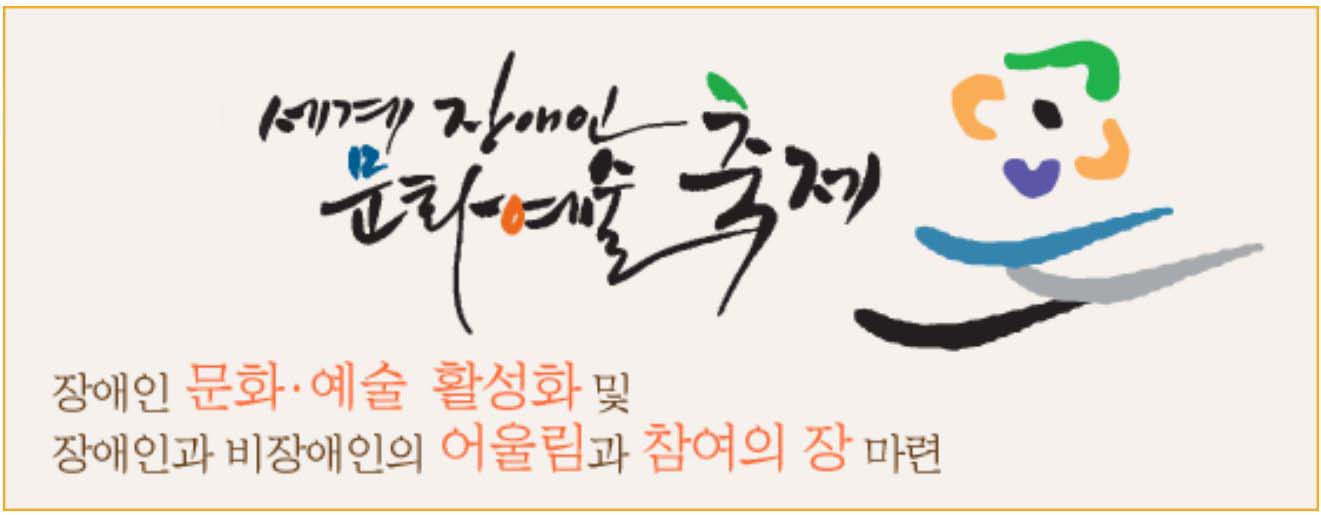 세계 장애인
문화예술 축제
장애인 문화·예술 활성화 및
장애인과 비장애인의 어울림과 참여의 장 마련